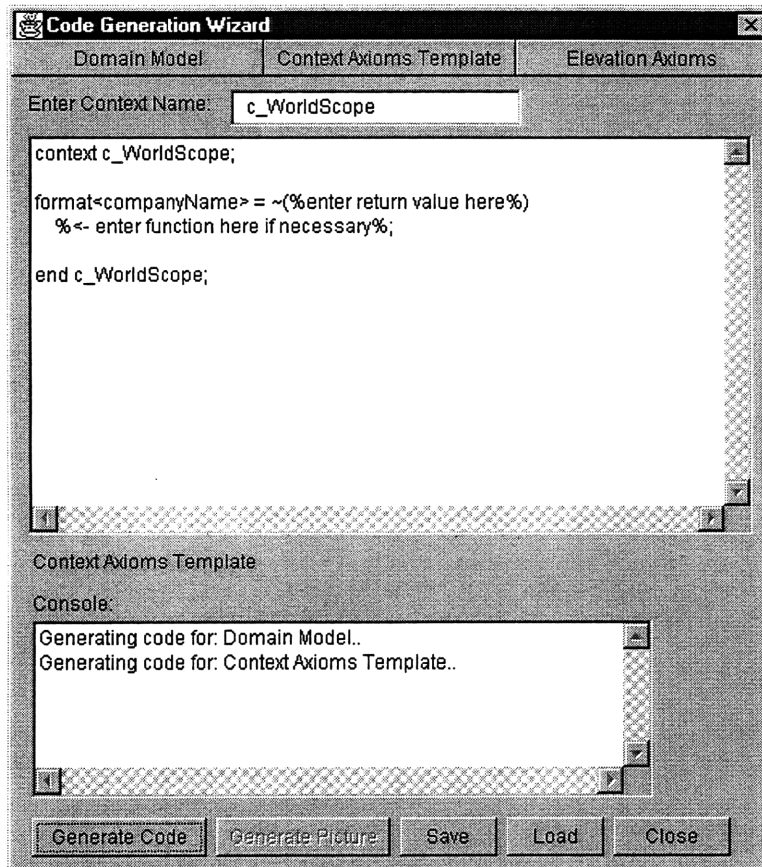 Code Generation Wizard
Domain Model Context Axioms Template Elevation Axioms
Enter Context Name: c_WorldScope
context c_WorldScope;
format<companyName> = ~(%enter return value here%)
%<- enter function here if necessary%;
end c_WorldScope;
Context Axioms Template
Console:
Generating code for: Domain Model..
Generating code for: Context Axioms Template..
Generate Code Generate Picture Save Load Close